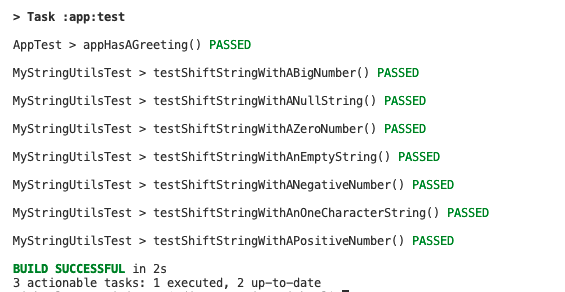 > Task :app:test
AppTest > appHasAGreeting() PASSED
MyStringUtilsTest > testShiftStringWithABigNumber() PASSED
MyStringUtilsTest > testShiftStringWithANullString() PASSED
MyStringUtilsTest > testShiftStringWithAZeroNumber() PASSED
MyStringUtilsTest > testShiftStringWithAnEmptyString() PASSED
MyStringUtilsTest > testShiftStringWithANegativeNumber() PASSED
MyStringUtilsTest > testShiftStringWithAnOneCharacterString() PASSED
MyStringUtilsTest > testShiftStringWithAPositiveNumber() PASSED
BUILD SUCCESSFUL in 2s
3 actionable tasks: 1 executed, 2 up-to-date